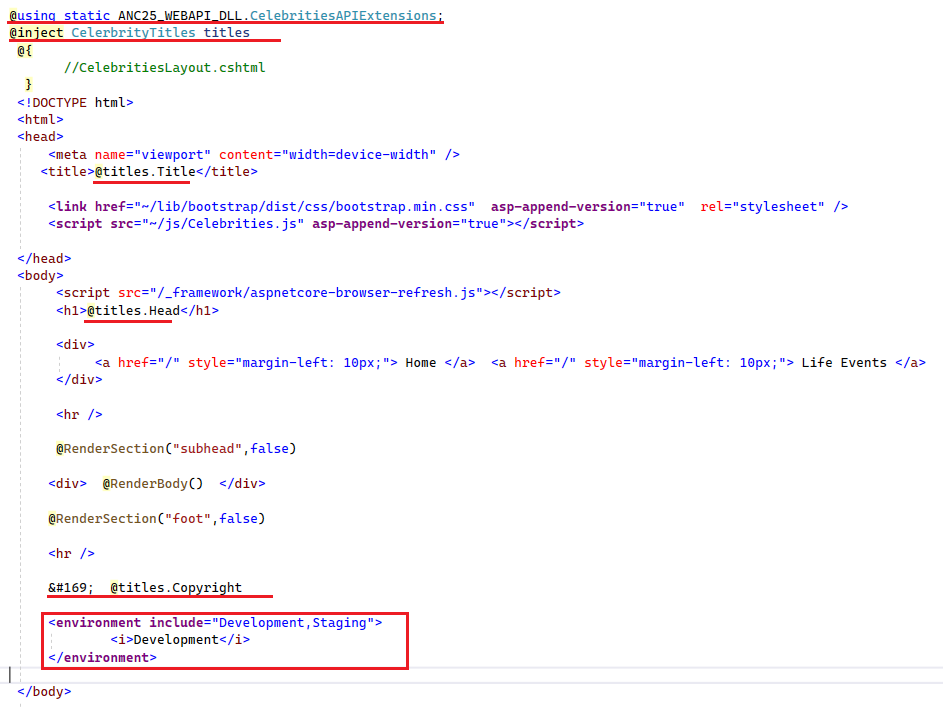 @using static ANC25_WEBAPI_DLL.CelebritiesAPIExtensions;
@inject CelerbrityTitles titles
@{
//CelebritiesLayout.cshtml
}
<!DOCTYPE html>
<html>
<head>
<meta name="viewport" content="width=device-width" />
<title>@titles.Title</title>
<link href="~/lib/bootstrap/dist/css/bootstrap.min.css" asp-append-version="true" rel="stylesheet" />
<script src="~/js/Celebrities.js" asp-append-version="true"></script>
</head>
<body>
<script src="/_framework/aspnetcore-browser-refresh.js"></script>
<h1>@titles.Head</h1>
<div>
<a href="/" style="margin-left: 10px;"> Home </a> <a href="/" style="margin-left: 10px;"> Life Events </a>
</div>
<hr />
@RenderSection("subhead",false)
<div> @RenderBody() </div>
@RenderSection("foot",false)
<hr />
&#169; @titles.Copyright
<environment include="Development,Staging">
<i>Development</i>
</environment>
</body>